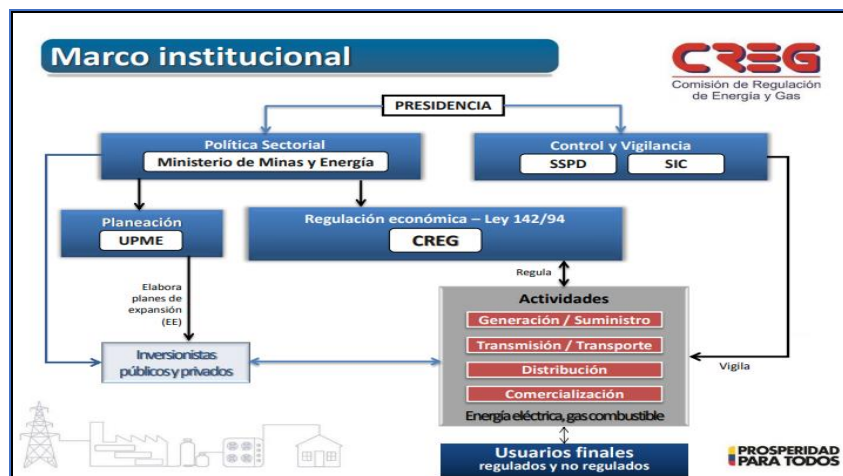 Marco institucional
CREG
Comisión de Regulación
de Energía y Gas
PRESIDENCIA
Política Sectorial
Ministerio de Minas y Energía
Control y Vigilancia
SSPD
SIC
Planeación
UPME
Regulación económica – Ley 142/94
CREG
Regula
Elabora
planes de
expansión
(EE)
Actividades
Generación / Suministro
Transmisión / Transporte
Distribución
Comercialización
Energía eléctrica, gas combustible
Inversionistas
públicos y privados
Vigila
Usuarios finales
regulados y no regulados
PROSPERIDAD
PARA TODOS